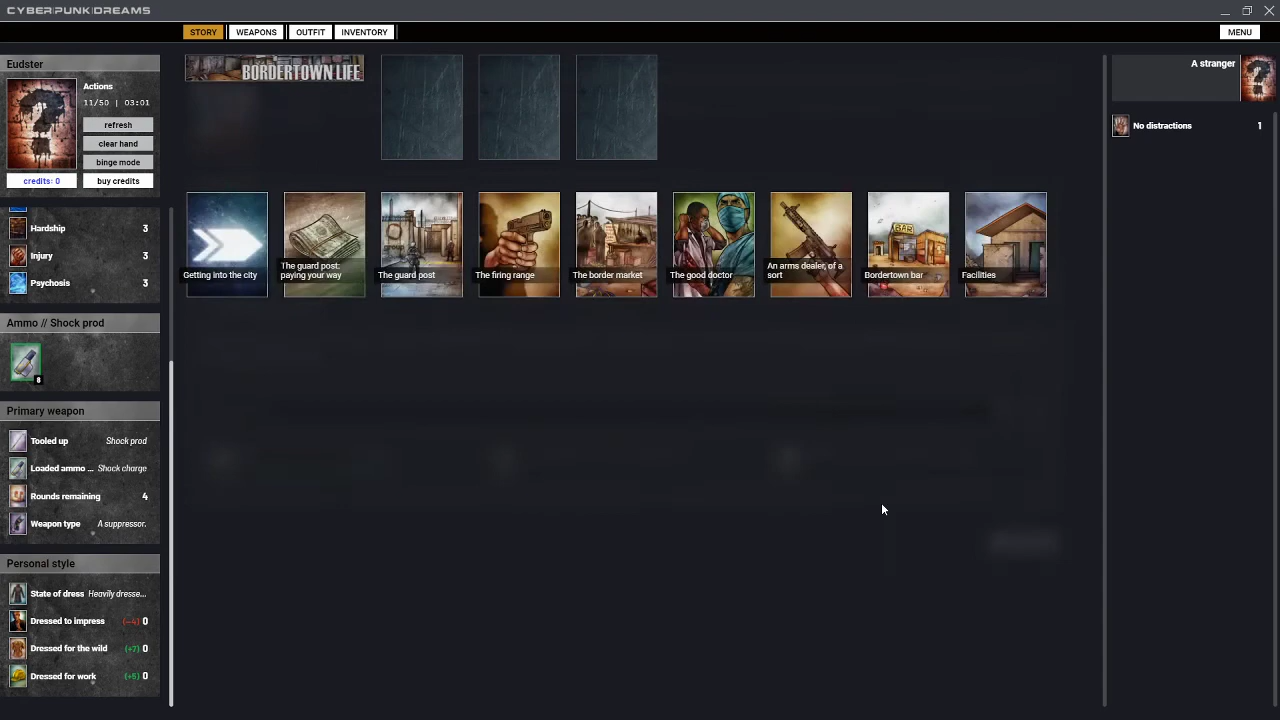 CYBER|PUNK|DREAMS
STORY
WEAPONS
OUTFIT
INVENTORY
MENU
Eudster
Actions
11/50 | 03:01
refresh
clear hand
binge mode
credits: 0
buy credits
Hardship 3
Injury 3
Psychosis 3
Ammo // Shock prod
8
Primary weapon
Tooled up Shock prod
Loaded ammo ... Shock charge
Rounds remaining 4
Weapon type A suppressor.
Personal style
State of dress Heavily dresse...
Dressed to impress (−4) 0
Dressed for the wild (+7) 0
Dressed for work (+5) 0
BORDERTOWN LIFE
Getting into the city
The guard post: paying your way
The guard post
The firing range
The border market
The good doctor
An arms dealer, of a sort
BAR
Bordertown bar
Facilities
A stranger
No distractions 1